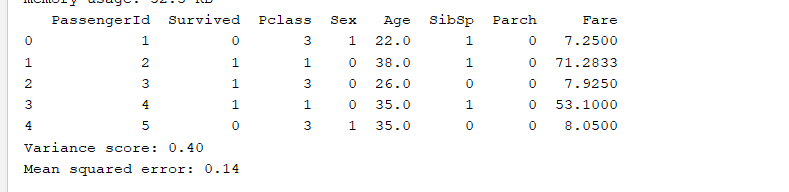 memory usage: 52.3 KB
PassengerId Survived Pclass Sex Age SibSp Parch Fare
0 1 0 3 1 22.0 1 0 7.2500
1 2 1 1 0 38.0 1 0 71.2833
2 3 1 3 0 26.0 0 0 7.9250
3 4 1 1 0 35.0 1 0 53.1000
4 5 0 3 1 35.0 0 0 8.0500
Variance score: 0.40
Mean squared error: 0.14